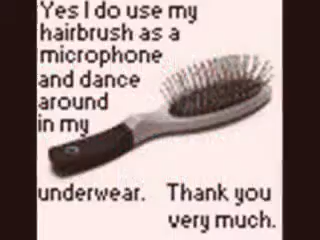 Yes I do use my
hairbrush as a
microphone
and dance
around
in my
underwear. Thank you
very much.